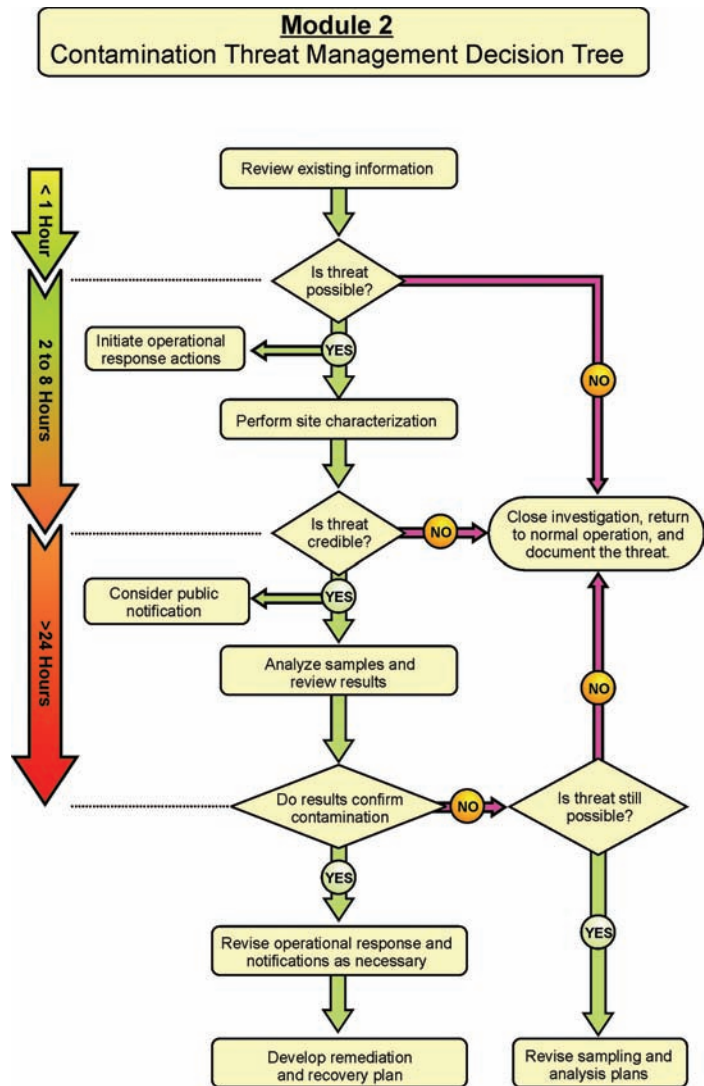 Module 2
Contamination Threat Management Decision Tree
Review existing information
< 1 Hour
Is threat
possible?
Initiate operational
response actions
YES
NO
2 to 8 Hours
Perform site characterization
Is threat
credible?
NO
Close investigation, return
to normal operation, and
document the threat.
Consider public
notification
YES
>24 Hours
Analyze samples and
review results
NO
Do results confirm
contamination
NO
Is threat still
possible?
YES
YES
Revise operational response and
notifications as necessary
Develop remediation
and recovery plan
Revise sampling and
analysis plans